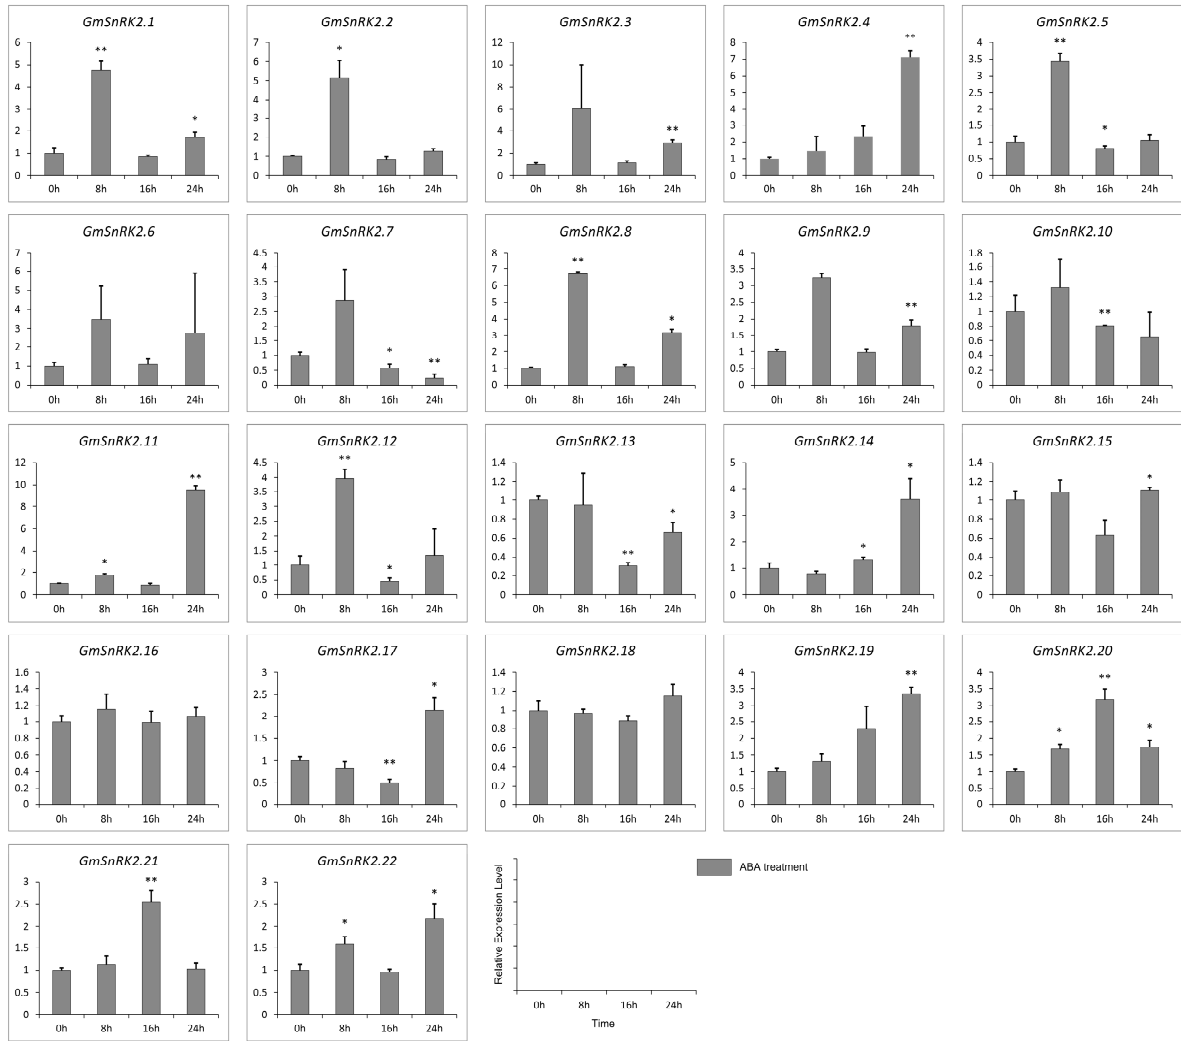 GmSnRK2.1 GmSnRK2.2 GmSnRK2.3 GmSnRK2.4 GmSnRK2.5
6 7 12 8 4
** * ** **
5 6 10 7 3.5
4 5 8 6 3
3 4 6 5 2.5
* ** *
2 3 4 4 2
1 2 2 3 1.5
0 1 0 2 1
0 1 0.5
0 0
0h 8h 16h 24h 0h 8h 16h 24h 0h 8h 16h 24h 0h 8h 16h 24h 0h 8h 16h 24h
GmSnRK2.6 GmSnRK2.7 GmSnRK2.8 GmSnRK2.9 GmSnRK2.10
7 4.5 8 4 1.8
6 4 7 3.5 1.6
**
5 3.5 6 3 1.4
4 3 5 2.5 1.2
3 2.5 4 2 1
* ** **
2 2 3 1.5 0.8
1 1.5 2 1 0.6
* **
0 1 1 0.5 0.4
0.5 0 0 0.2
0 0
0h 8h 16h 24h 0h 8h 16h 24h 0h 8h 16h 24h 0h 8h 16h 24h 0h 8h 16h 24h
GmSnRK2.11 GmSnRK2.12 GmSnRK2.13 GmSnRK2.14 GmSnRK2.15
12 4.5 1.4 5 1.4
** ** * *
10 4 1.2 4 1.2
8 3.5 1 3 1
6 3 0.8 2 0.8
*
4 2.5 0.6 1 0.6
* * ** *
2 2 0.4 0 0.4
0 1.5 0.2 0.2
1 0 0
0.5
0
0h 8h 16h 24h 0h 8h 16h 24h 0h 8h 16h 24h 0h 8h 16h 24h 0h 8h 16h 24h
GmSnRK2.16 GmSnRK2.17 GmSnRK2.18 GmSnRK2.19 GmSnRK2.20
1.6 3 1.6 4 4
* ** **
1.4 2.5 1.4 3.5 3.5
1.2 2 1.2 3 3
1 1.5 1 2.5 2.5
** * *
0.8 1 0.8 2 2
0.6 0.5 0.6 1.5 1.5
0.4 0 0.4 1 1
0.2 0.2 0.5 0.5
0 0 0 0
0h 8h 16h 24h 0h 8h 16h 24h 0h 8h 16h 24h 0h 8h 16h 24h 0h 8h 16h 24h
GmSnRK2.21 GmSnRK2.22
3 3
** *
2.5 2.5
2 2
*
1.5 1.5
1 1
0.5 0.5
0 0
0h 8h 16h 24h 0h 8h 16h 24h
ABA treatment
Relative Expression Level
0h 8h 16h 24h
Time